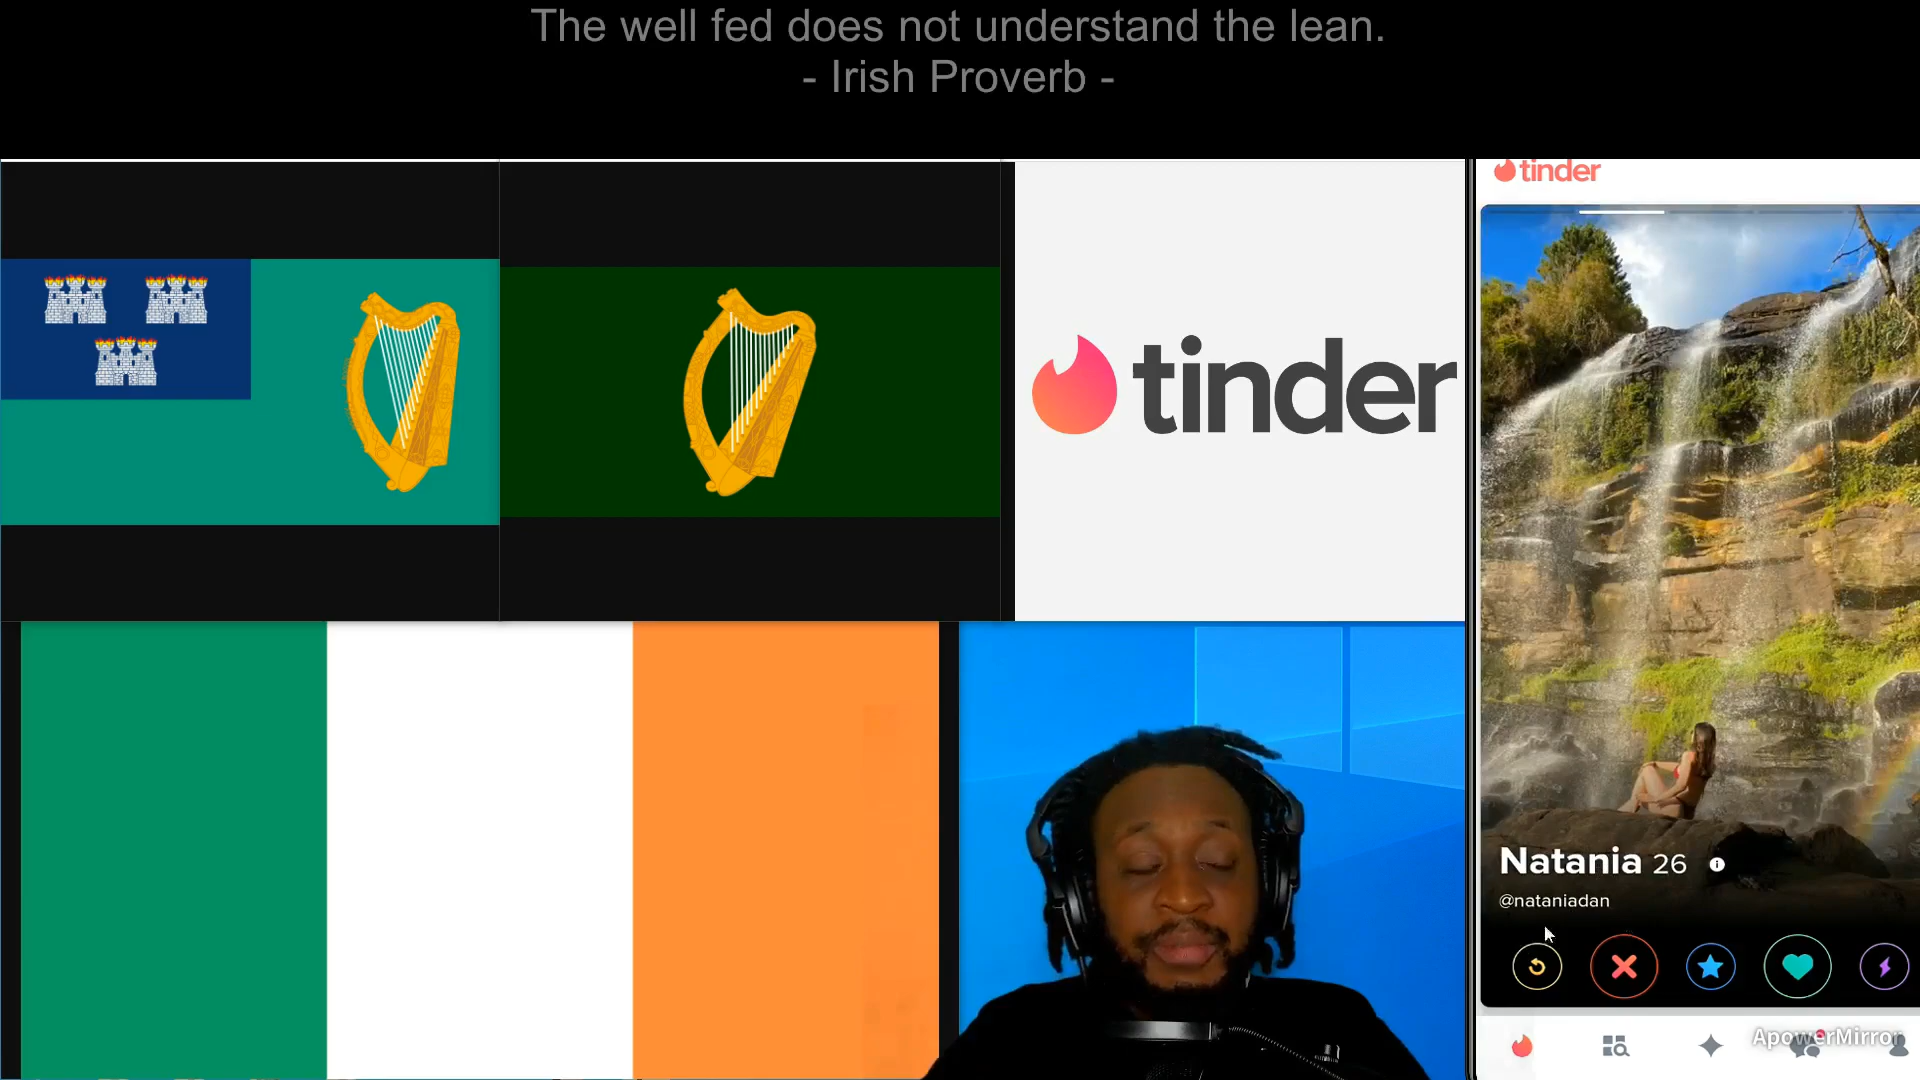 The well fed does not understand the lean.
- Irish Proverb -
tinder
tinder
Natania 26
@nataniadan
ApowerMirror